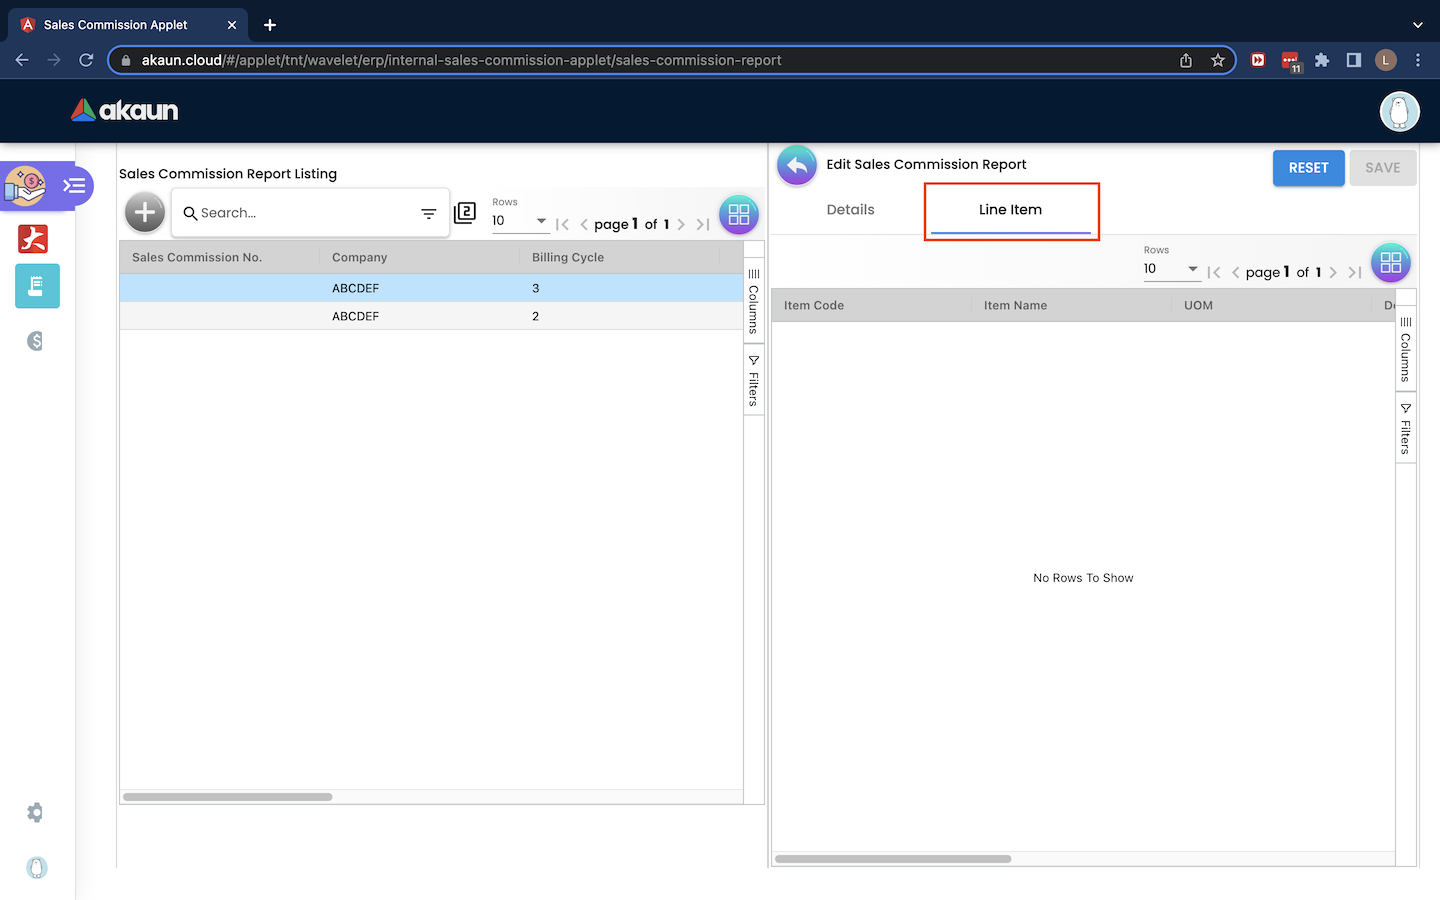 Sales Commission Applet
akaun.cloud/#/applet/tnt/wavelet/erp/internal-sales-commission-applet/sales-commission-report
11
L
akaun
Sales Commission Report Listing
Search...
2
Rows
10
page 1 of 1
Sales Commission No. Company Billing Cycle
ABCDEF 3
ABCDEF 2
Columns
Filters
Edit Sales Commission Report
RESET
SAVE
Details
Line Item
Rows
10
page 1 of 1
Item Code Item Name UOM De
No Rows To Show
Columns
Filters